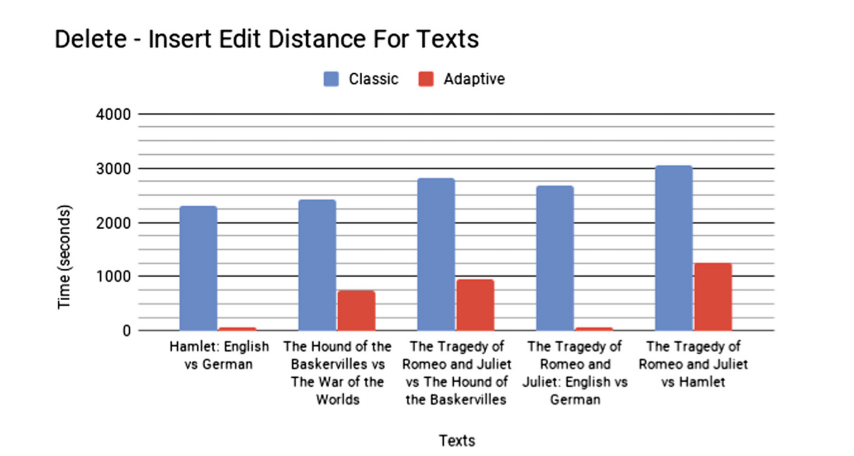 Delete - Insert Edit Distance For Texts
Classic
Adaptive
4000
3000
2000
1000
0
Time (seconds)
Hamlet: English
vs German
The Hound of the
Baskervilles vs
The War of the
Worlds
The Tragedy of
Romeo and Juliet
vs The Hound of
the Baskervilles
The Tragedy of
Romeo and
Juliet: English vs
German
The Tragedy of
Romeo and Juliet
vs Hamlet
Texts